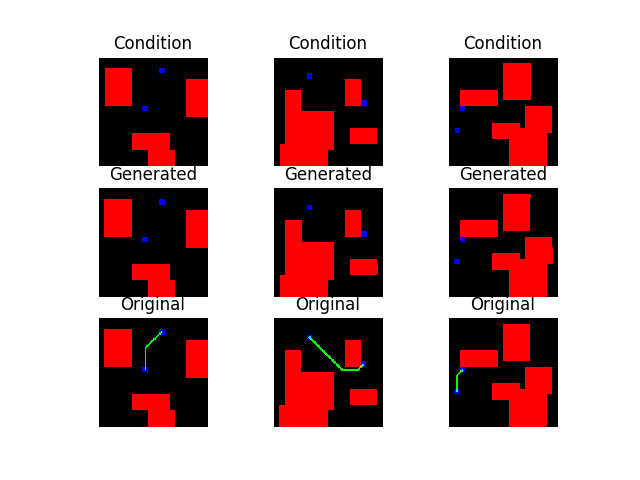 Condition Condition Condition
Generated Generated Generated
Original Original Original